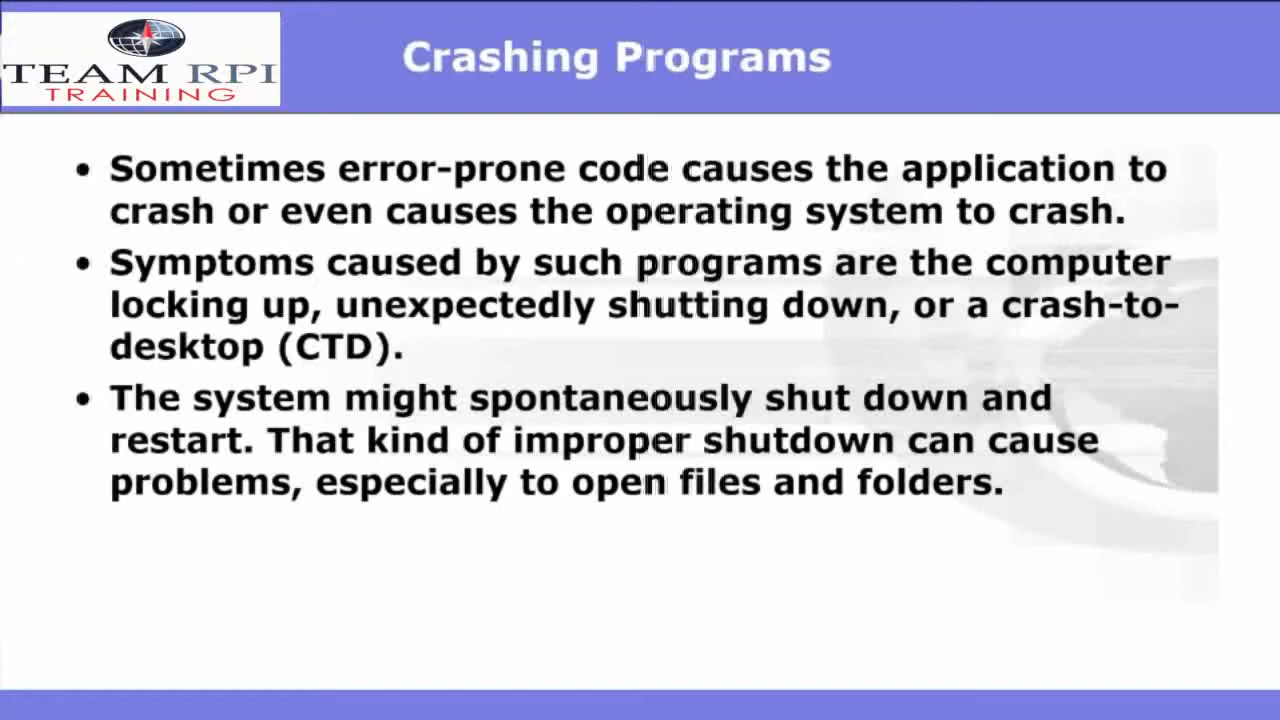 TEAM RPI
TRAINING
Crashing Programs
• Sometimes error-prone code causes the application to
crash or even causes the operating system to crash.
• Symptoms caused by such programs are the computer
locking up, unexpectedly shutting down, or a crash-to-
desktop (CTD).
• The system might spontaneously shut down and
restart. That kind of improper shutdown can cause
problems, especially to open files and folders.